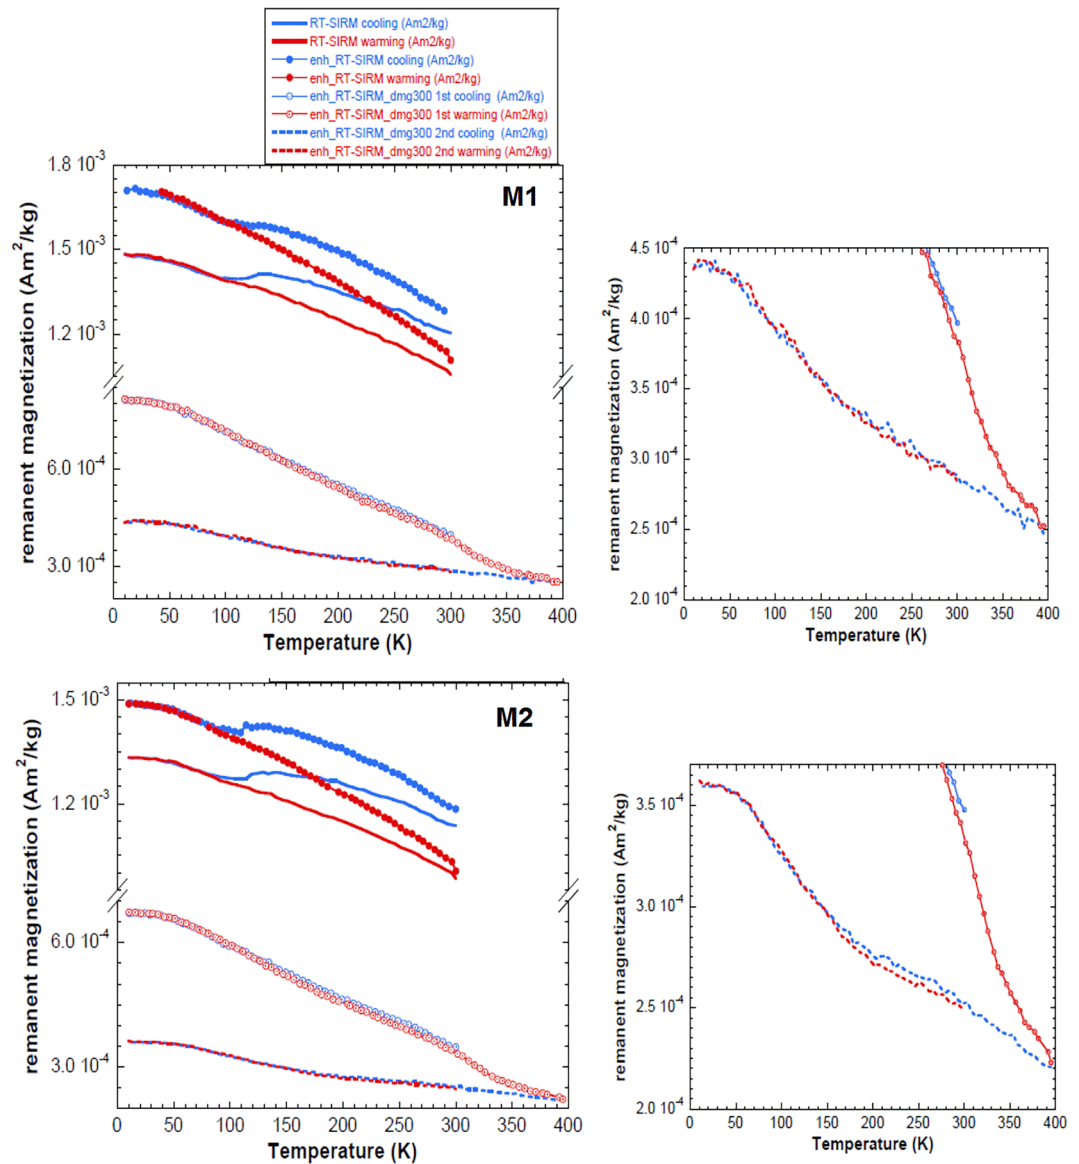 RT-SIRM cooling (Am2/kg)
RT-SIRM warming (Am2/kg)
enh_RT-SIRM cooling (Am2/kg)
enh_RT-SIRM warming (Am2/kg)
enh_RT-SIRM_dmg300 1st cooling (Am2/kg)
enh_RT-SIRM_dmg300 1st warming (Am2/kg)
enh_RT-SIRM_dmg300 2nd cooling (Am2/kg)
enh_RT-SIRM_dmg300 2nd warming (Am2/kg)
M1
remanent magnetization (Am²/kg)
1.8 10⁻³
1.5 10⁻³
1.2 10⁻³
6.0 10⁻⁴
3.0 10⁻⁴
0 50 100 150 200 250 300 350 400
Temperature (K)
remanent magnetization (Am²/kg)
4.5 10⁻⁴
4.0 10⁻⁴
3.5 10⁻⁴
3.0 10⁻⁴
2.5 10⁻⁴
2.0 10⁻⁴
0 50 100 150 200 250 300 350 400
Temperature (K)
M2
remanent magnetization (Am²/kg)
1.5 10⁻³
1.2 10⁻³
6.0 10⁻⁴
3.0 10⁻⁴
0 50 100 150 200 250 300 350 400
Temperature (K)
remanent magnetization (Am²/kg)
3.5 10⁻⁴
3.0 10⁻⁴
2.5 10⁻⁴
2.0 10⁻⁴
0 50 100 150 200 250 300 350 400
Temperature (K)